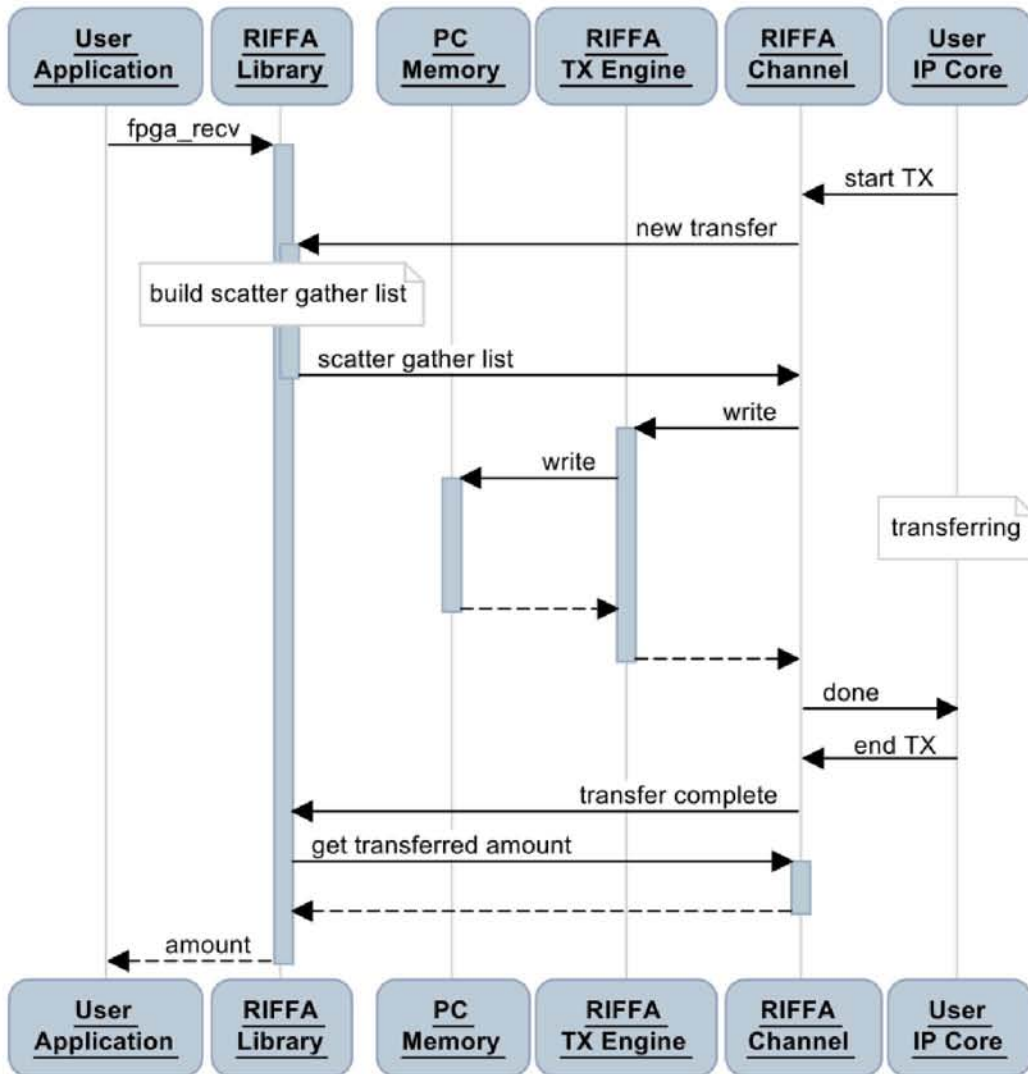 User
Application
RIFFA
Library
PC
Memory
RIFFA
TX Engine
RIFFA
Channel
User
IP Core
fpga_recv
start TX
new transfer
build scatter gather list
scatter gather list
write
write
transferring
done
end TX
transfer complete
get transferred amount
amount
User
Application
RIFFA
Library
PC
Memory
RIFFA
TX Engine
RIFFA
Channel
User
IP Core